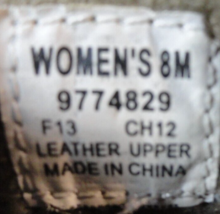 WOMEN'S 8M
9774829
F13 CH12
LEATHER UPPER
MADE IN CHINA